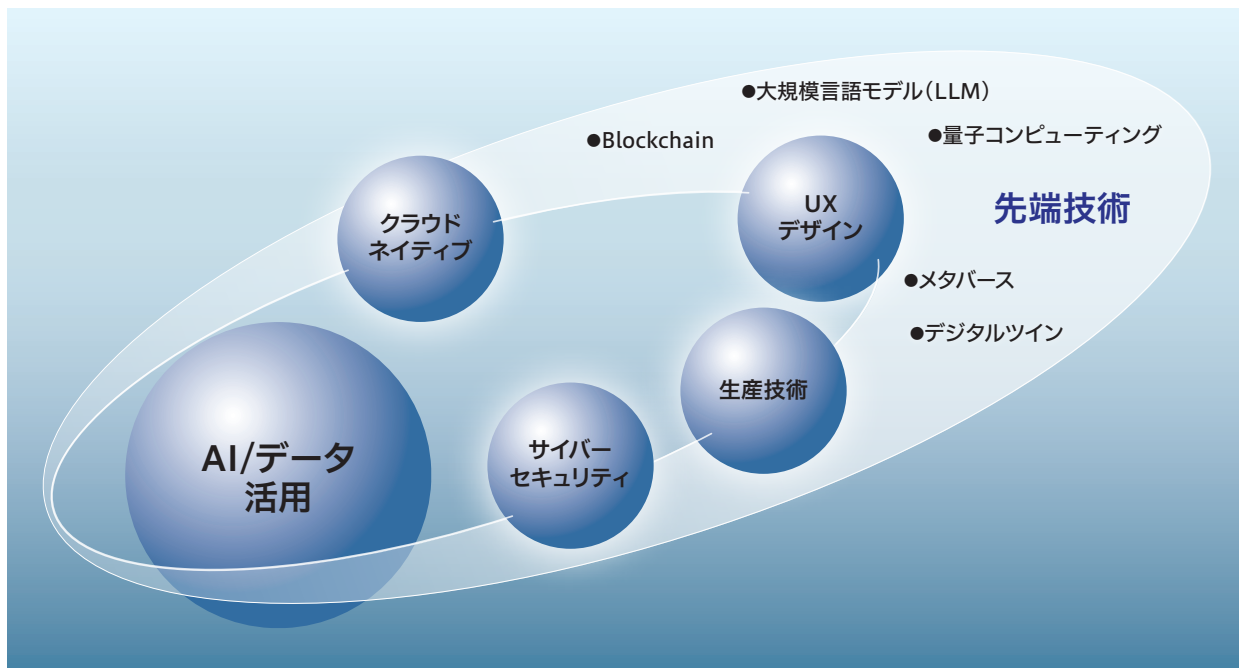 ●大規模言語モデル（LLM）
●Blockchain
●量子コンピューティング
UX
デザイン
先端技術
クラウド
ネイティブ
●メタバース
●デジタルツイン
生産技術
AI/データ
活用
サイバー
セキュリティ